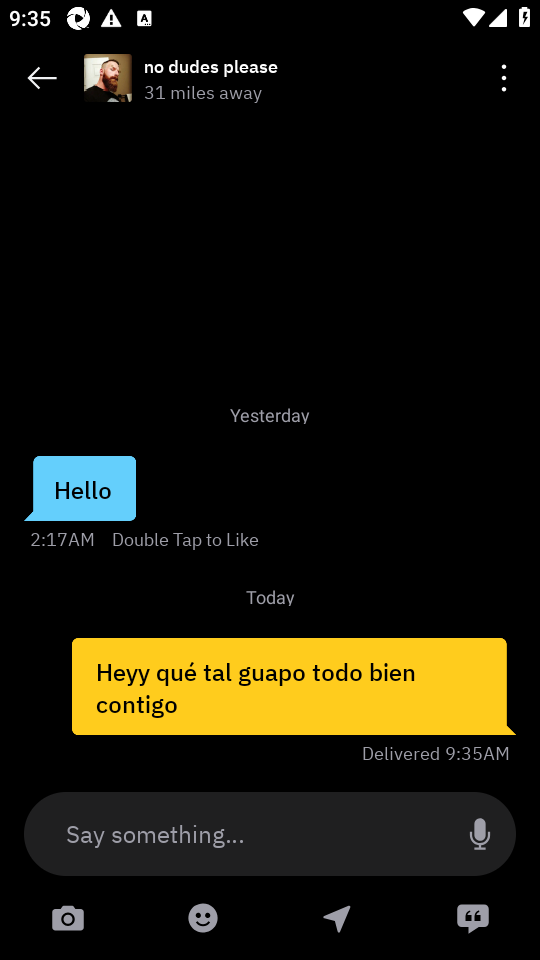 9:35
no dudes please
31 miles away
Yesterday
Hello
2:17AM Double Tap to Like
Today
Heyy qué tal guapo todo bien
contigo
Delivered 9:35AM
Say something...